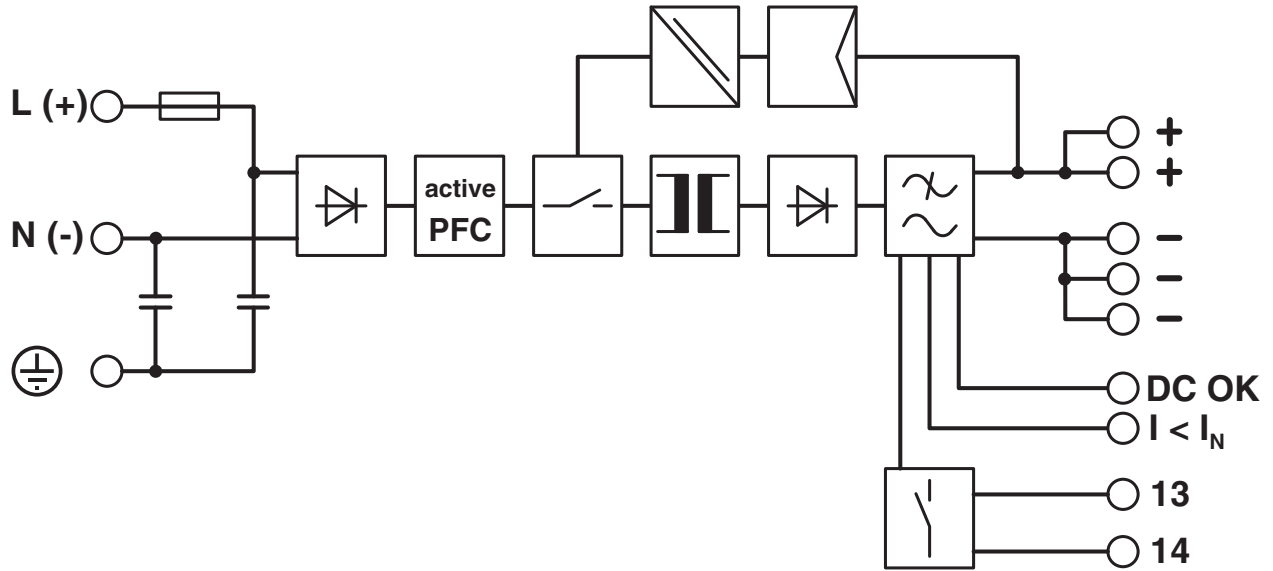 L (+)
N (-)
active
PFC
+
+
–
–
–
DC OK
I < IN
13
14